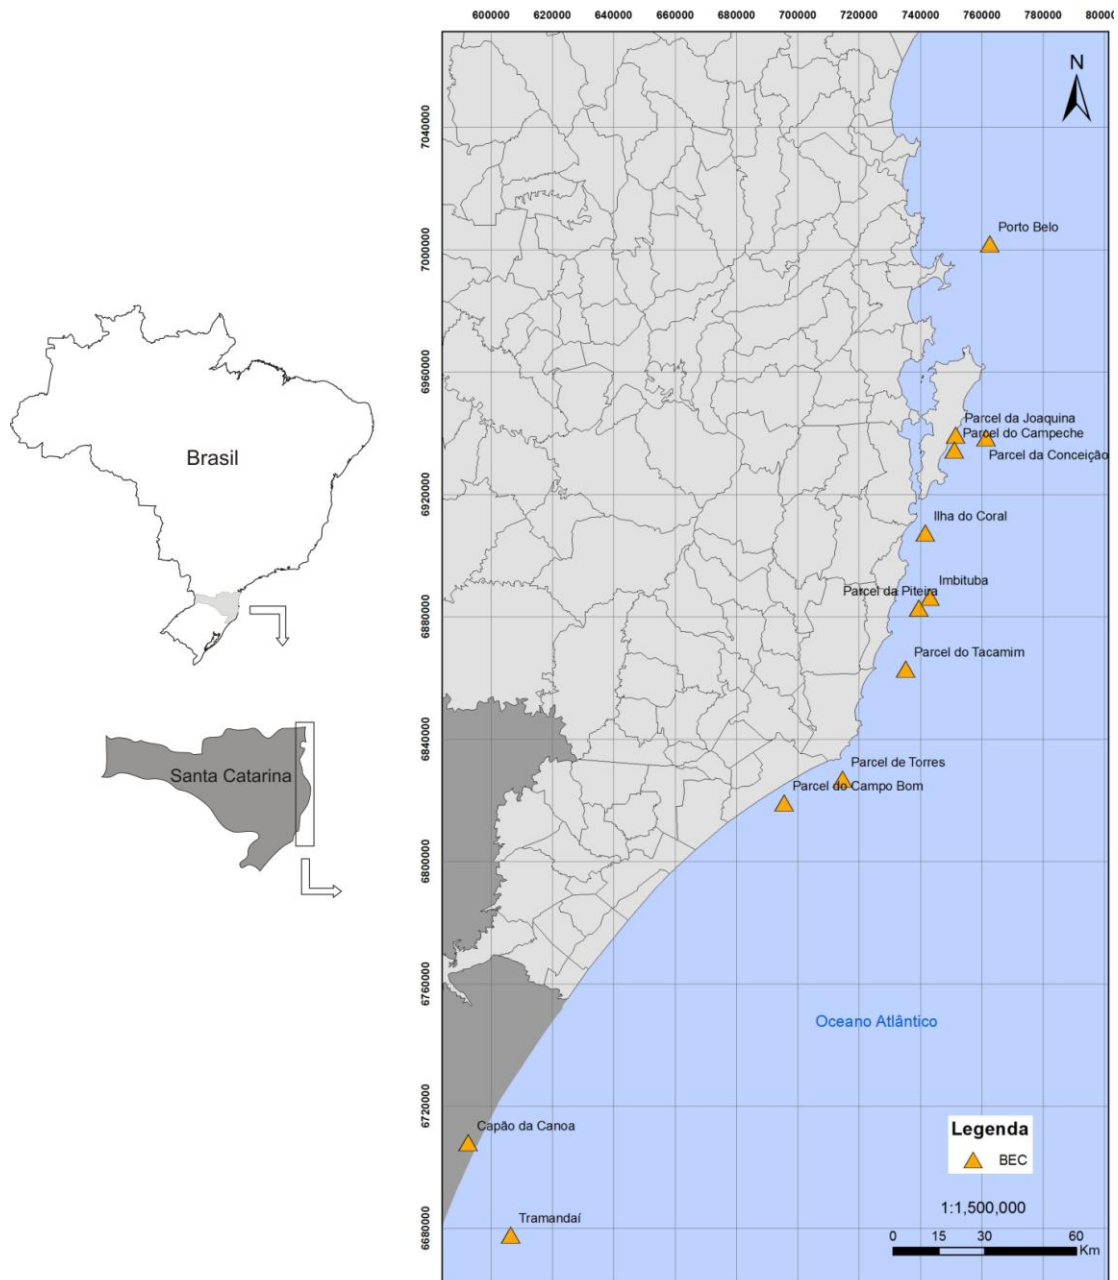 600000 620000 640000 660000 680000 700000 720000 740000 760000 780000 80000
N
7040000
Porto Belo
7000000
6960000
Parcel da Joaquina
Parcel do Campeche
Parcel da Conceição
Brasil
6920000
Ilha do Coral
Imbituba
Parcel da Piteira
6880000
Parcel do Tacamim
6840000
Parcel de Torres
Santa Catarina
Parcel do Campo Bom
6800000
6760000
Oceano Atlântico
6720000
Capão da Canoa
Legenda
BEC
1:1,500,000
Tramandaí
6680000
0 15 30 60
Km